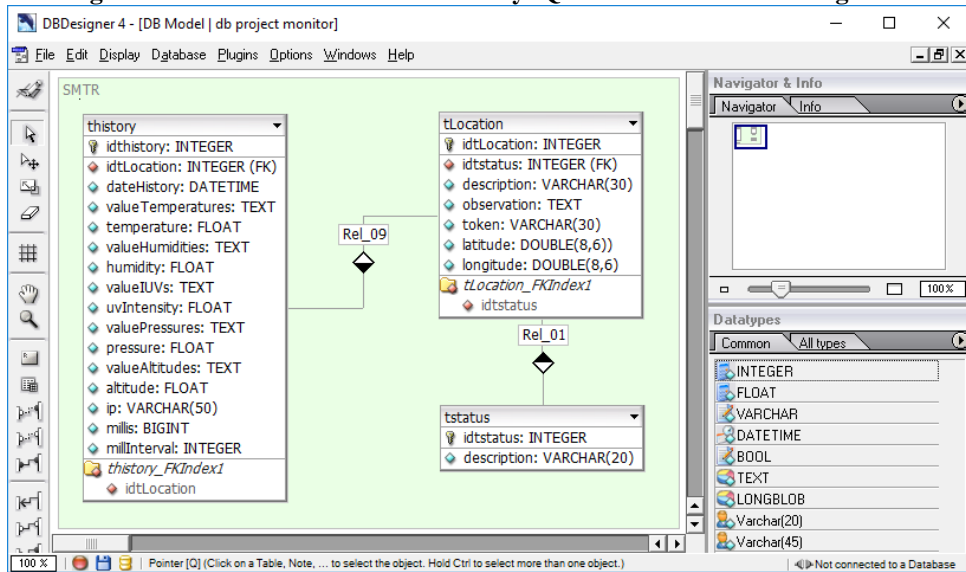 DBDesigner 4 - [DB Model | db project monitor]
File Edit Display Database Plugins Options Windows Help
SMTR
thistory
idthistory: INTEGER
idtLocation: INTEGER (FK)
dateHistory: DATETIME
valueTemperatures: TEXT
temperature: FLOAT
valueHumidities: TEXT
humidity: FLOAT
valueIUVs: TEXT
uvIntensity: FLOAT
valuePressures: TEXT
pressure: FLOAT
valueAltitudes: TEXT
altitude: FLOAT
ip: VARCHAR(50)
millis: BIGINT
millInterval: INTEGER
thistory_FKIndex1
idtLocation
Rel_09
tLocation
idtLocation: INTEGER
idtstatus: INTEGER (FK)
description: VARCHAR(30)
observation: TEXT
token: VARCHAR(30)
latitude: DOUBLE(8,6))
longitude: DOUBLE(8,6)
tLocation_FKIndex1
idtstatus
Rel_01
tstatus
idtstatus: INTEGER
description: VARCHAR(20)
Navigator & Info
Navigator Info
100%
Datatypes
Common All types
INTEGER
FLOAT
VARCHAR
DATETIME
BOOL
TEXT
LONGBLOB
Varchar(20)
Varchar(45)
100 % Pointer [Q] (Click on a Table, Note, ... to select the object. Hold Ctrl to select more than one object.) Not connected to a Database